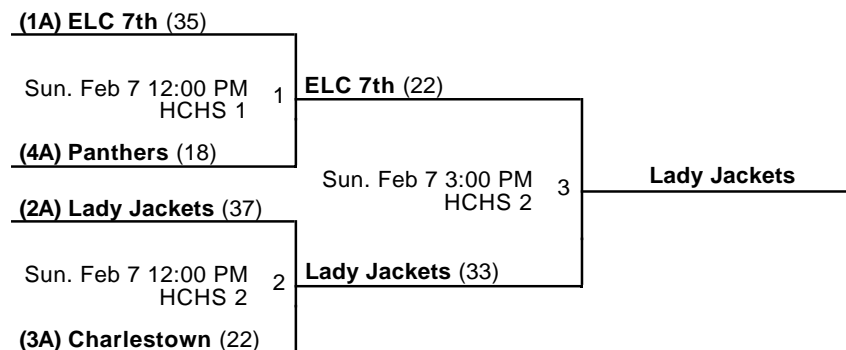 (1A) ELC 7th (35)
Sun. Feb 7 12:00 PM 1
HCHS 1
ELC 7th (22)
(4A) Panthers (18)
Sun. Feb 7 3:00 PM 3
HCHS 2
Lady Jackets
(2A) Lady Jackets (37)
Sun. Feb 7 12:00 PM 2
HCHS 2
Lady Jackets (33)
(3A) Charlestown (22)